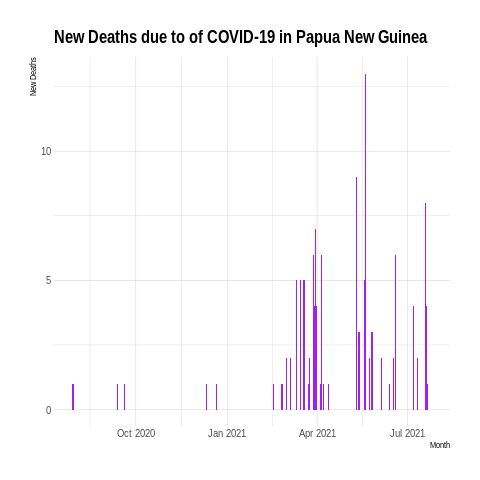 New Deaths due to of COVID-19 in Papua New Guinea
New Deaths
10
5
0
Oct 2020
Jan 2021
Apr 2021
Jul 2021
Month